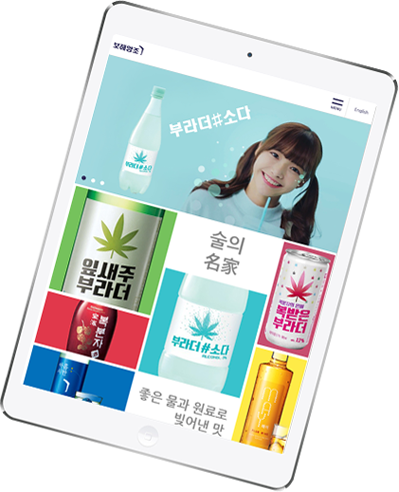 보해양조
MENU
English
부라더#소다
부라더#소다
잎새주
부라더
술의
名家
복받은
부라더
복분자
부라더#소다
좋은 물과 원료로
빚어낸 맛